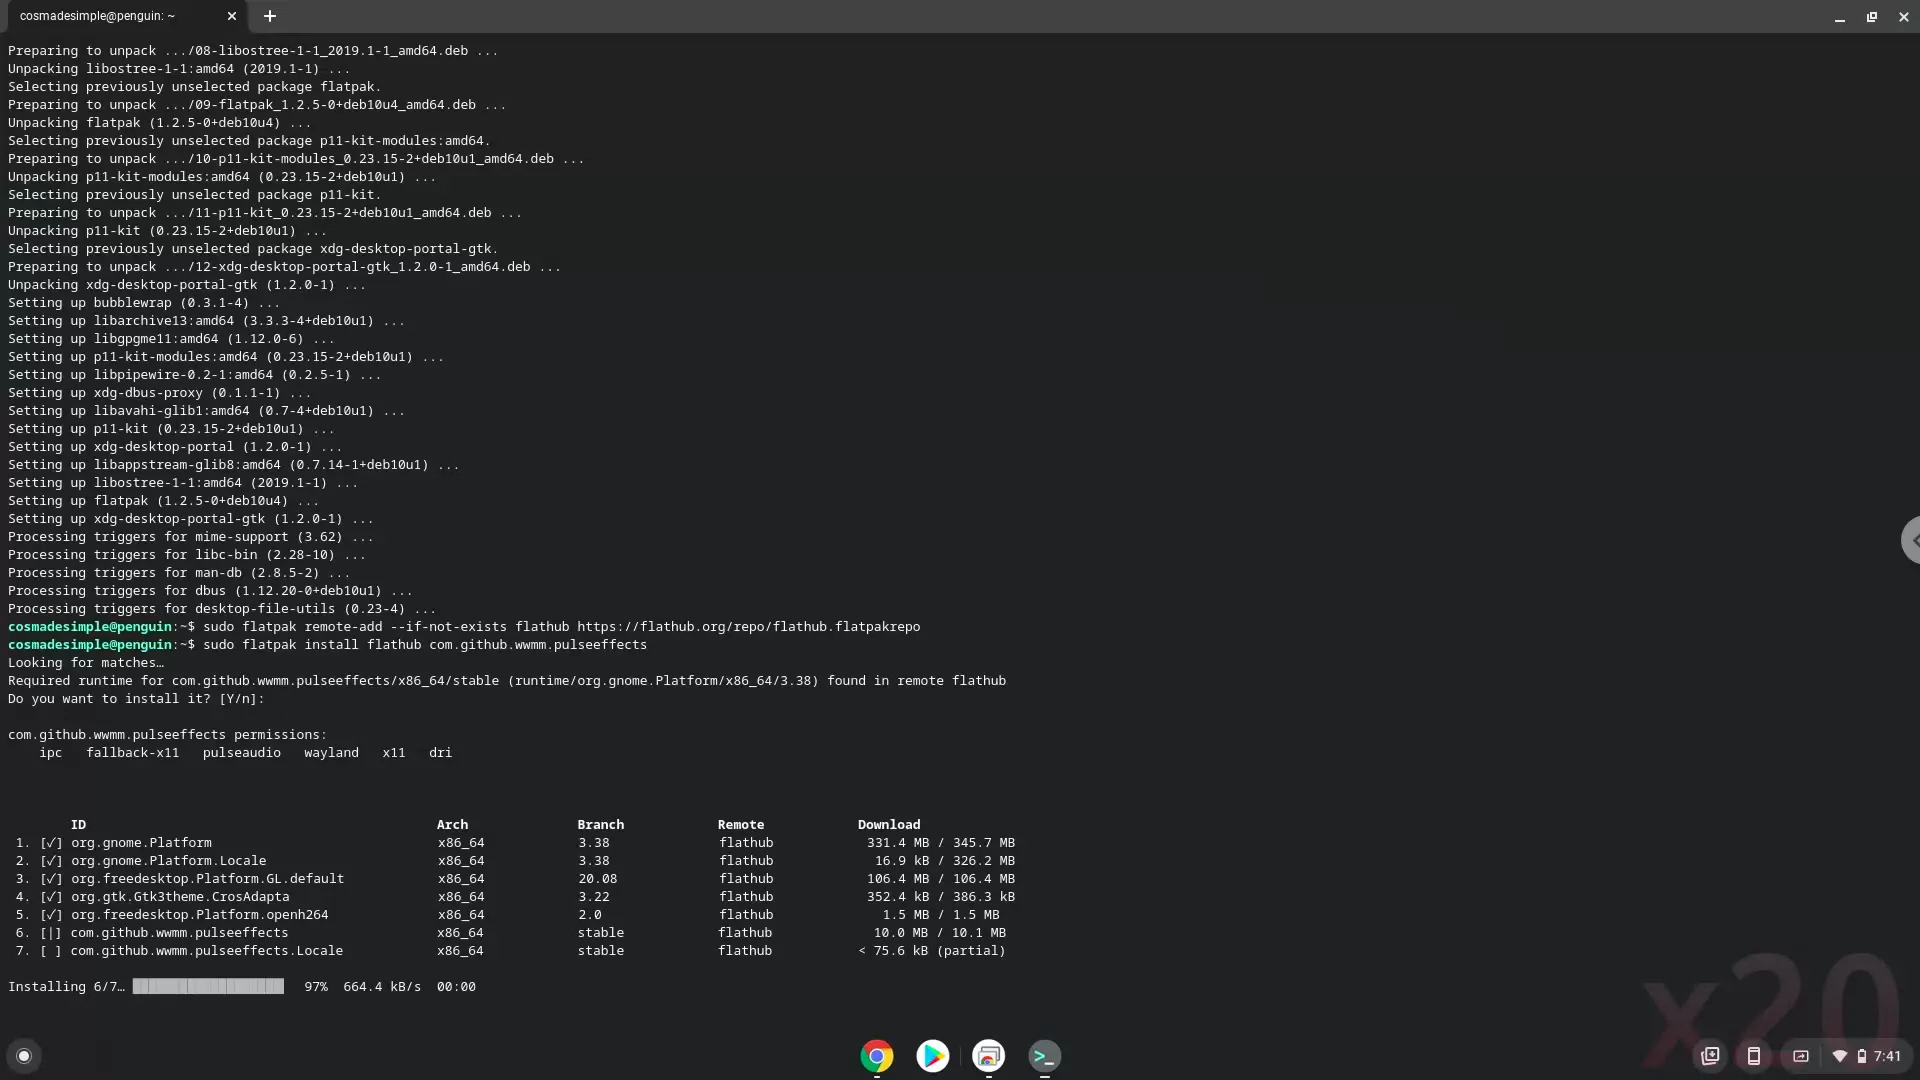 cosmadesimple@penguin: ~
Preparing to unpack .../08-libostree-1-1_2019.1-1_amd64.deb ...
Unpacking libostree-1-1:amd64 (2019.1-1) ...
Selecting previously unselected package flatpak.
Preparing to unpack .../09-flatpak_1.2.5-0+deb10u4_amd64.deb ...
Unpacking flatpak (1.2.5-0+deb10u4) ...
Selecting previously unselected package p11-kit-modules:amd64.
Preparing to unpack .../10-p11-kit-modules_0.23.15-2+deb10u1_amd64.deb ...
Unpacking p11-kit-modules:amd64 (0.23.15-2+deb10u1) ...
Selecting previously unselected package p11-kit.
Preparing to unpack .../11-p11-kit_0.23.15-2+deb10u1_amd64.deb ...
Unpacking p11-kit (0.23.15-2+deb10u1) ...
Selecting previously unselected package xdg-desktop-portal-gtk.
Preparing to unpack .../12-xdg-desktop-portal-gtk_1.2.0-1_amd64.deb ...
Unpacking xdg-desktop-portal-gtk (1.2.0-1) ...
Setting up bubblewrap (0.3.1-4) ...
Setting up libarchive13:amd64 (3.3.3-4+deb10u1) ...
Setting up libgpgme11:amd64 (1.12.0-6) ...
Setting up p11-kit-modules:amd64 (0.23.15-2+deb10u1) ...
Setting up libpipewire-0.2-1:amd64 (0.2.5-1) ...
Setting up xdg-dbus-proxy (0.1.1-1) ...
Setting up libavahi-glib1:amd64 (0.7-4+deb10u1) ...
Setting up p11-kit (0.23.15-2+deb10u1) ...
Setting up xdg-desktop-portal (1.2.0-1) ...
Setting up libappstream-glib8:amd64 (0.7.14-1+deb10u1) ...
Setting up libostree-1-1:amd64 (2019.1-1) ...
Setting up flatpak (1.2.5-0+deb10u4) ...
Setting up xdg-desktop-portal-gtk (1.2.0-1) ...
Processing triggers for mime-support (3.62) ...
Processing triggers for libc-bin (2.28-10) ...
Processing triggers for man-db (2.8.5-2) ...
Processing triggers for dbus (1.12.20-0+deb10u1) ...
Processing triggers for desktop-file-utils (0.23-4) ...
cosmadesimple@penguin:~$ sudo flatpak remote-add --if-not-exists flathub https://flathub.org/repo/flathub.flatpakrepo
cosmadesimple@penguin:~$ sudo flatpak install flathub com.github.wwmm.pulseeffects
Looking for matches…
Required runtime for com.github.wwmm.pulseeffects/x86_64/stable (runtime/org.gnome.Platform/x86_64/3.38) found in remote flathub
Do you want to install it? [Y/n]:
com.github.wwmm.pulseeffects permissions:
ipc fallback-x11 pulseaudio wayland x11 dri
ID Arch Branch Remote Download
1. [✓] org.gnome.Platform x86_64 3.38 flathub 331.4 MB / 345.7 MB
2. [✓] org.gnome.Platform.Locale x86_64 3.38 flathub 16.9 kB / 326.2 MB
3. [✓] org.freedesktop.Platform.GL.default x86_64 20.08 flathub 106.4 MB / 106.4 MB
4. [✓] org.gtk.Gtk3theme.CrosAdapta x86_64 3.22 flathub 352.4 kB / 386.3 kB
5. [✓] org.freedesktop.Platform.openh264 x86_64 2.0 flathub 1.5 MB / 1.5 MB
6. [|] com.github.wwmm.pulseeffects x86_64 stable flathub 10.0 MB / 10.1 MB
7. [ ] com.github.wwmm.pulseeffects.Locale x86_64 stable flathub < 75.6 kB (partial)
Installing 6/7… 97% 664.4 kB/s 00:00
x20
7:41